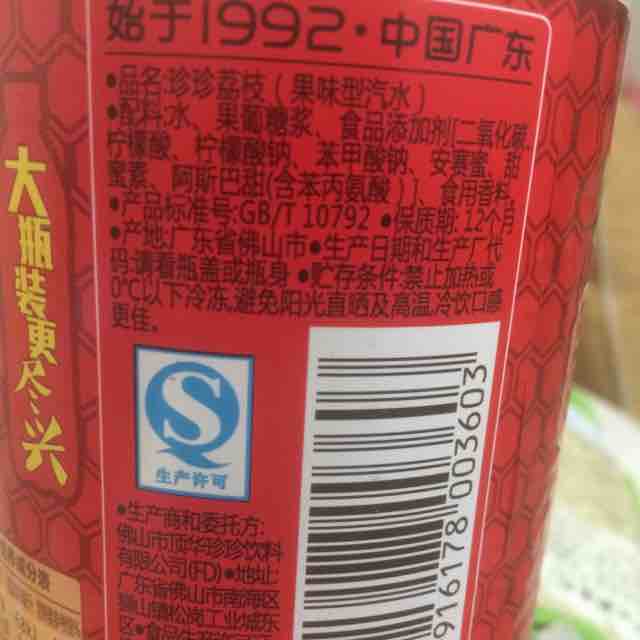 始于1992·中国广东
•品名:珍珍荔枝(果味型汽水)
•配料:水、果葡糖浆、食品添加剂[二氧化碳、
柠檬酸、柠檬酸钠、苯甲酸钠、安赛蜜、甜
蜜素、阿斯巴甜(含苯丙氨酸)]、食用香料
•产品标准号:GB/T 10792 •保质期: 12个月
•产地:广东省佛山市•生产日期和生产厂代
码:请看瓶盖或瓶身 •贮存条件:禁止加热或
0°C以下冷冻,避免阳光直晒及高温,冷饮口感
更佳。
大瓶装更尽兴
生产许可
•生产商和委托方:
佛山市顶华珍珍饮料
有限公司(FD)•地址:
广东省佛山市南海区
狮山镇松岗工业城东
区•食品生产
916178003603